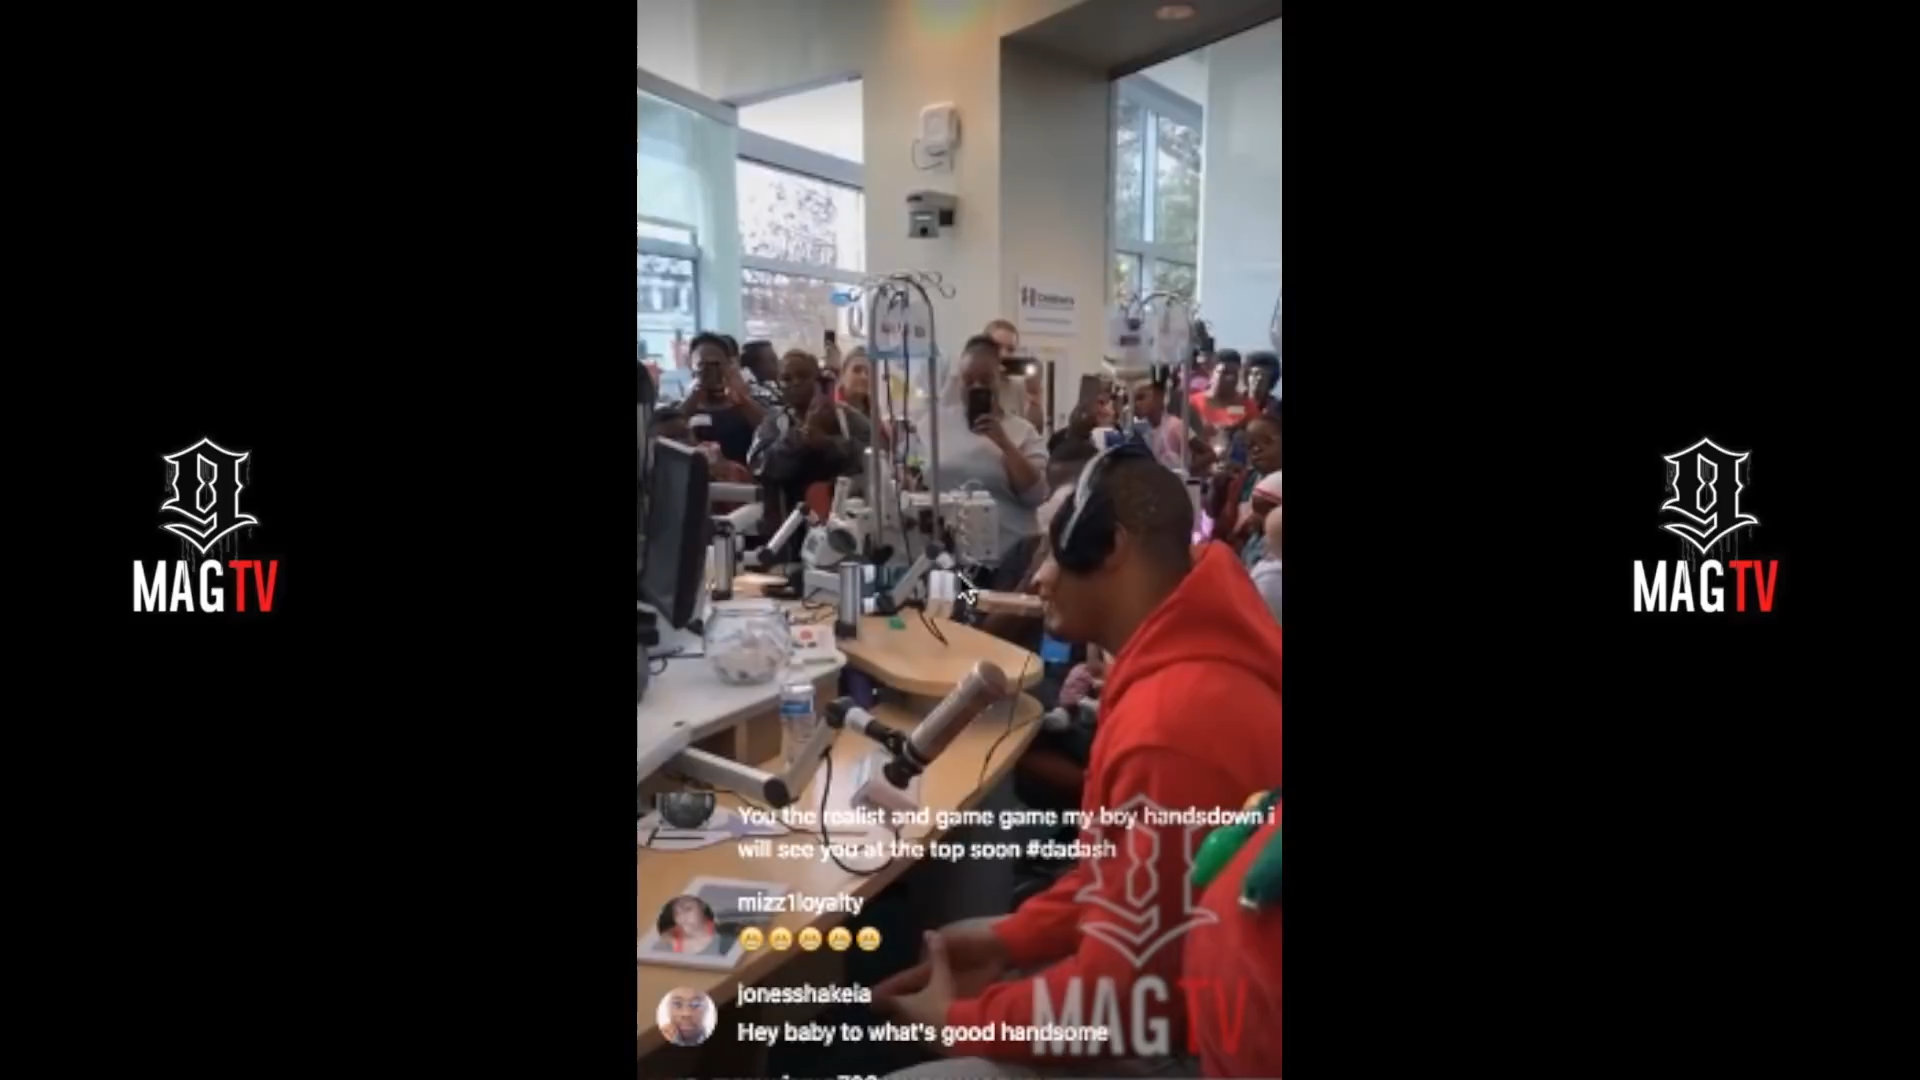 Children's
You the realist and game game my boy handsdown i
will see you at the top soon #dadash
mizz1loyalty
😁😁😁😁😁
jonesshakeia
Hey baby to what's good handsome
MAGTV
MAGTV
MAGTV